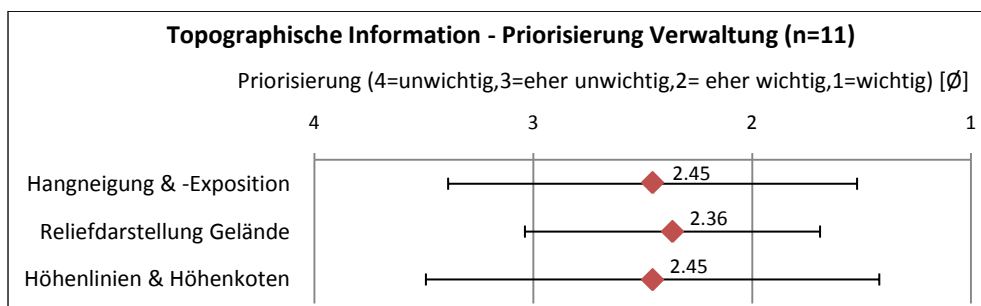 Topographische Information - Priorisierung Verwaltung (n=11)
Priorisierung (4=unwichtig,3=eher unwichtig,2= eher wichtig,1=wichtig) [Ø]
4 3 2 1
Hangneigung & -Exposition 2.45
Reliefdarstellung Gelände 2.36
Höhenlinien & Höhenkoten 2.45